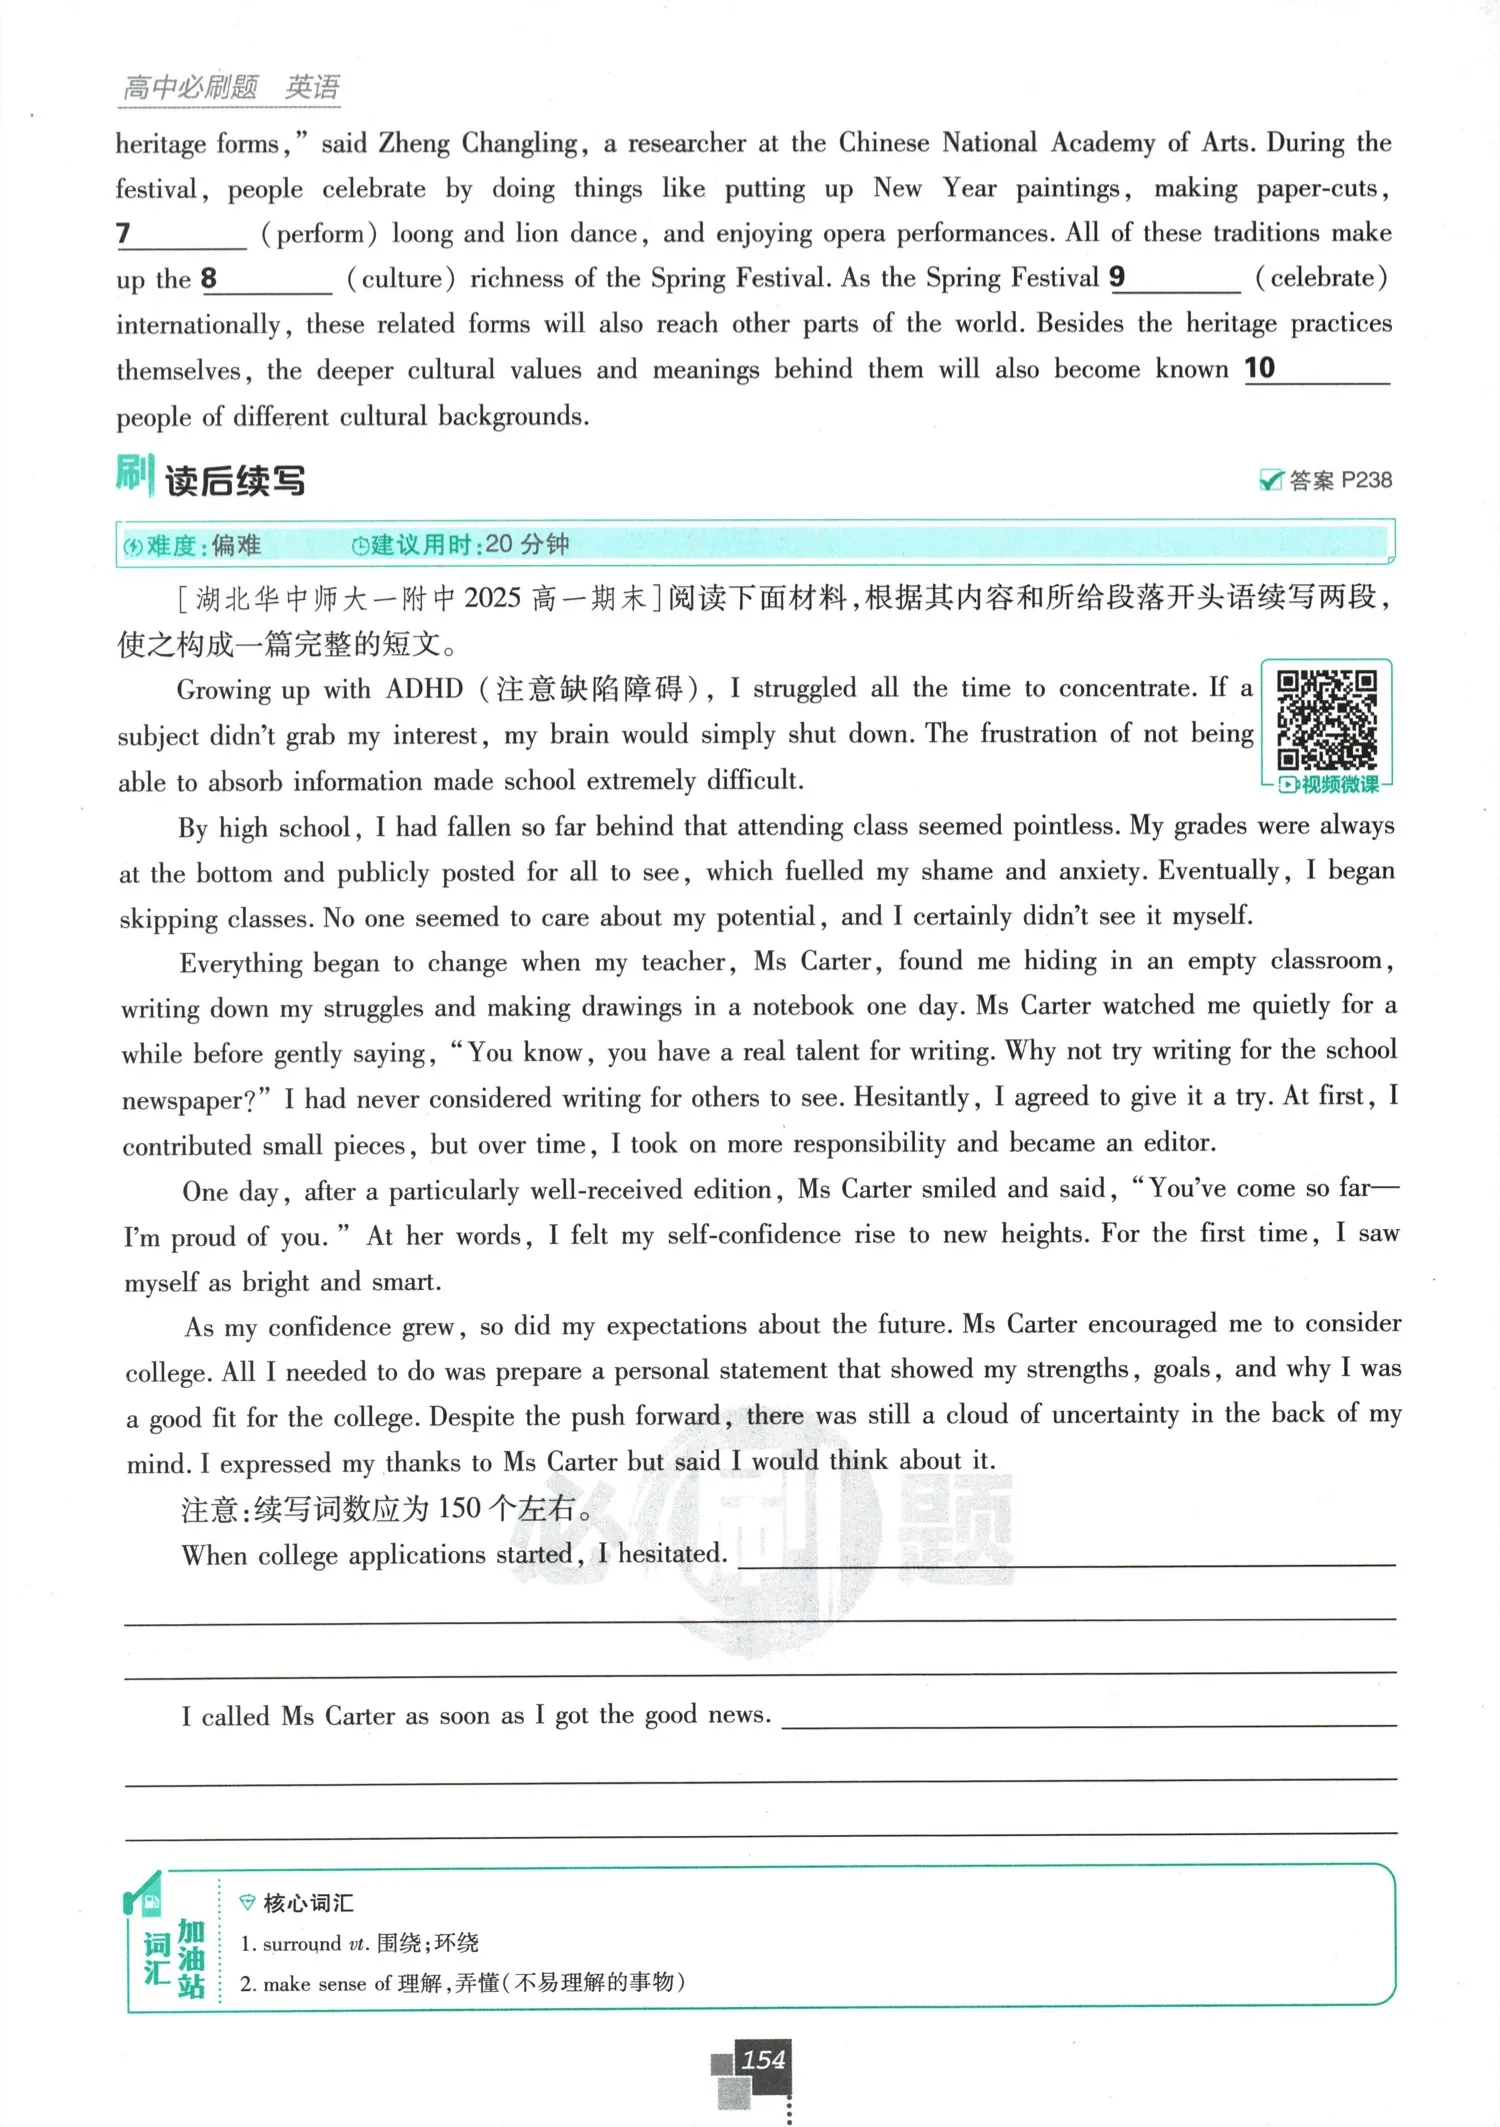 高中必刷题 英语
heritage forms,” said Zheng Changling, a researcher at the Chinese National Academy of Arts. During the
festival, people celebrate by doing things like putting up New Year paintings, making paper-cuts,
7________ (perform) loong and lion dance, and enjoying opera performances. All of these traditions make
up the 8________ (culture) richness of the Spring Festival. As the Spring Festival 9________ (celebrate)
internationally, these related forms will also reach other parts of the world. Besides the heritage practices
themselves, the deeper cultural values and meanings behind them will also become known 10________
people of different cultural backgrounds.
刷 读后续写
答案 P238
难度:偏难 建议用时:20 分钟
[湖北华中师大一附中 2025 高一期末]阅读下面材料,根据其内容和所给段落开头语续写两段,
使之构成一篇完整的短文。
Growing up with ADHD (注意缺陷障碍), I struggled all the time to concentrate. If a
subject didn’t grab my interest, my brain would simply shut down. The frustration of not being
able to absorb information made school extremely difficult.
视频微课
By high school, I had fallen so far behind that attending class seemed pointless. My grades were always
at the bottom and publicly posted for all to see, which fuelled my shame and anxiety. Eventually, I began
skipping classes. No one seemed to care about my potential, and I certainly didn’t see it myself.
Everything began to change when my teacher, Ms Carter, found me hiding in an empty classroom,
writing down my struggles and making drawings in a notebook one day. Ms Carter watched me quietly for a
while before gently saying, “You know, you have a real talent for writing. Why not try writing for the school
newspaper?” I had never considered writing for others to see. Hesitantly, I agreed to give it a try. At first, I
contributed small pieces, but over time, I took on more responsibility and became an editor.
One day, after a particularly well-received edition, Ms Carter smiled and said, “You’ve come so far—
I’m proud of you. ” At her words, I felt my self-confidence rise to new heights. For the first time, I saw
myself as bright and smart.
As my confidence grew, so did my expectations about the future. Ms Carter encouraged me to consider
college. All I needed to do was prepare a personal statement that showed my strengths, goals, and why I was
a good fit for the college. Despite the push forward, there was still a cloud of uncertainty in the back of my
mind. I expressed my thanks to Ms Carter but said I would think about it.
注意:续写词数应为 150 个左右。
When college applications started, I hesitated.
必刷题
I called Ms Carter as soon as I got the good news.
词汇加油站
核心词汇
1. surround vt. 围绕;环绕
2. make sense of 理解,弄懂(不易理解的事物)
154